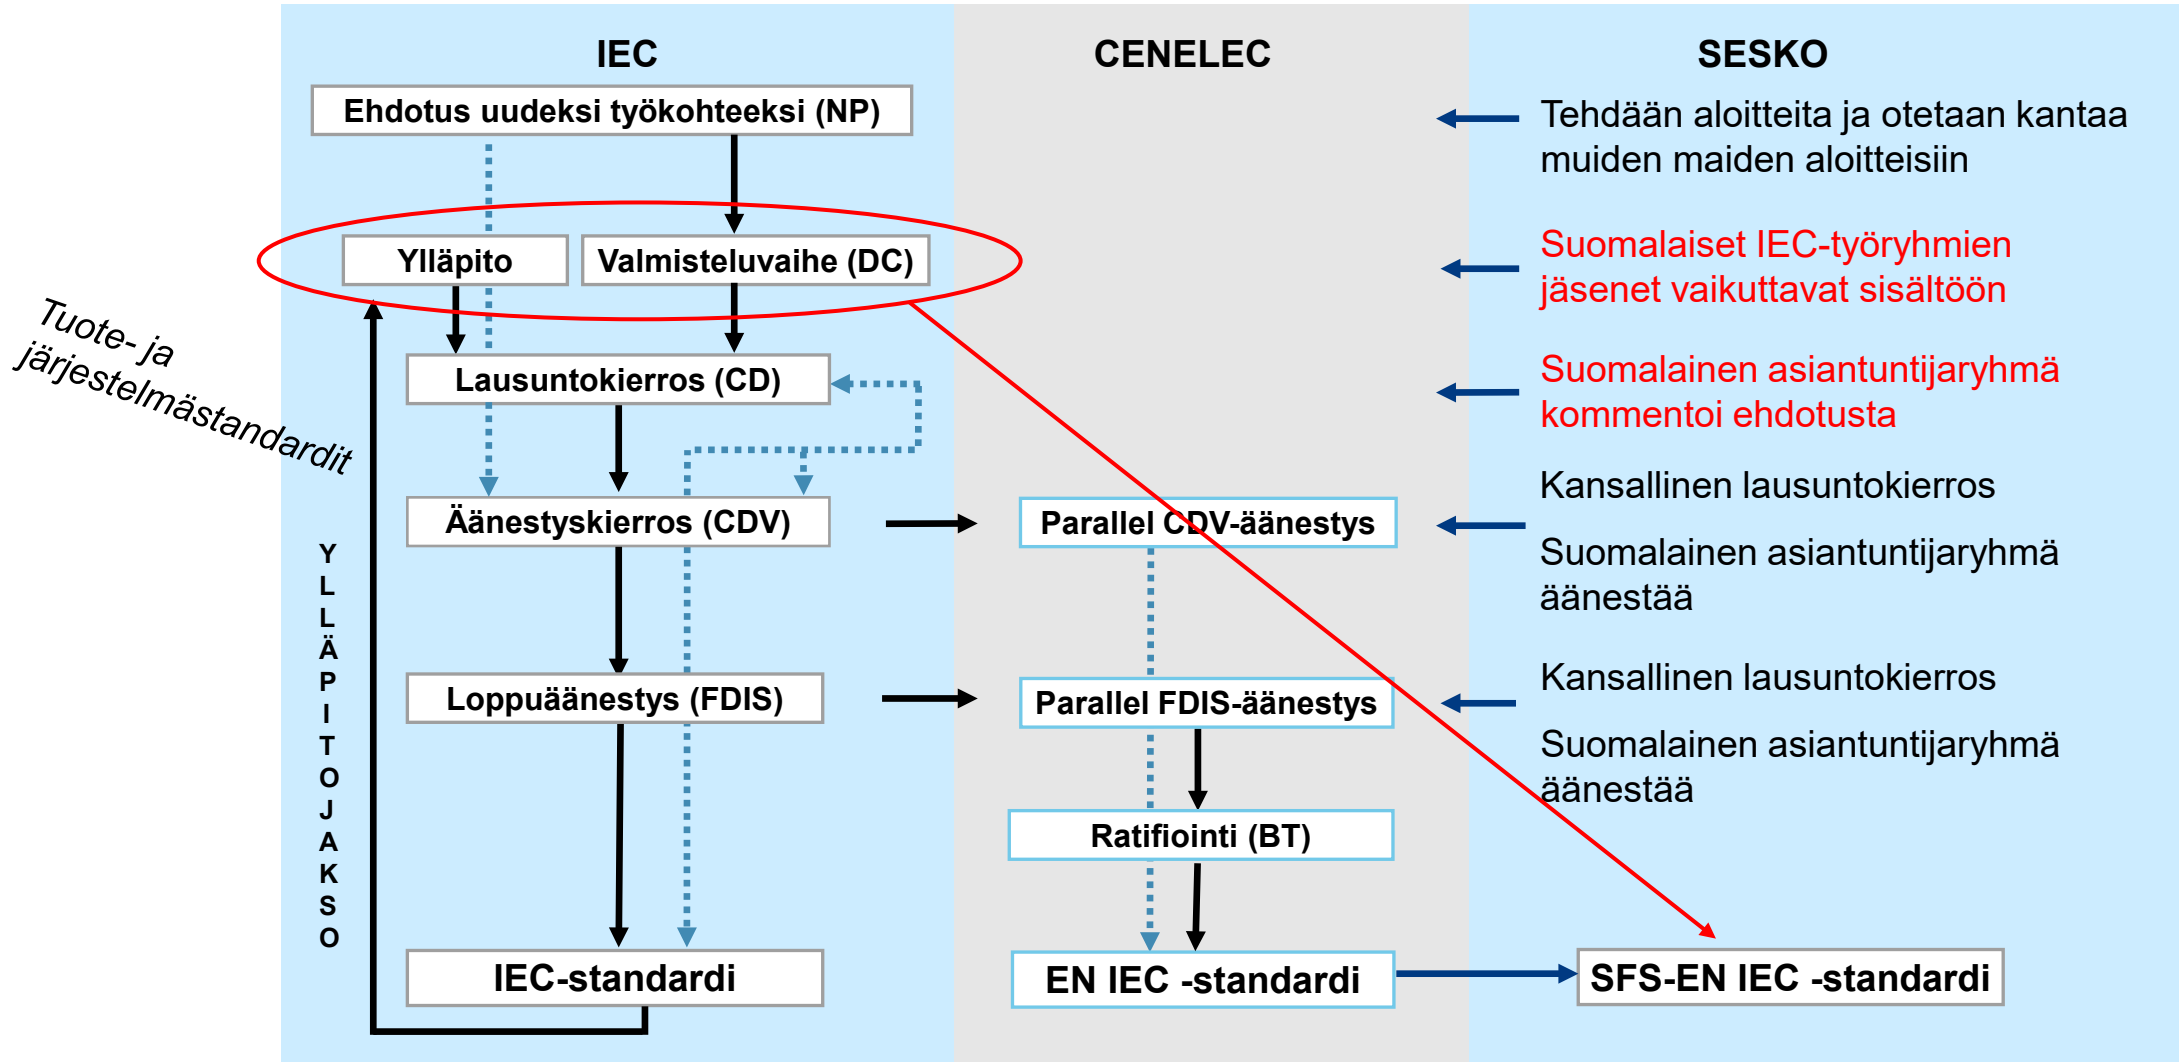 IEC
CENELEC
SESKO
Ehdotus uudeksi työkohteeksi (NP)
Tehdään aloitteita ja otetaan kantaa
muiden maiden aloitteisiin
Ylläpito
Valmisteluvaihe (DC)
Suomalaiset IEC-työryhmien
jäsenet vaikuttavat sisältöön
Tuote- ja
järjestelmästandardit
Lausuntokierros (CD)
Suomalainen asiantuntijaryhmä
kommentoi ehdotusta
Äänestyskierros (CDV)
Parallel CDV-äänestys
Kansallinen lausuntokierros
Suomalainen asiantuntijaryhmä
äänestää
Y
L
L
Ä
P
I
T
O
J
A
K
S
O
Loppuäänestys (FDIS)
Parallel FDIS-äänestys
Kansallinen lausuntokierros
Suomalainen asiantuntijaryhmä
äänestää
Ratifiointi (BT)
IEC-standardi
EN IEC -standardi
SFS-EN IEC -standardi